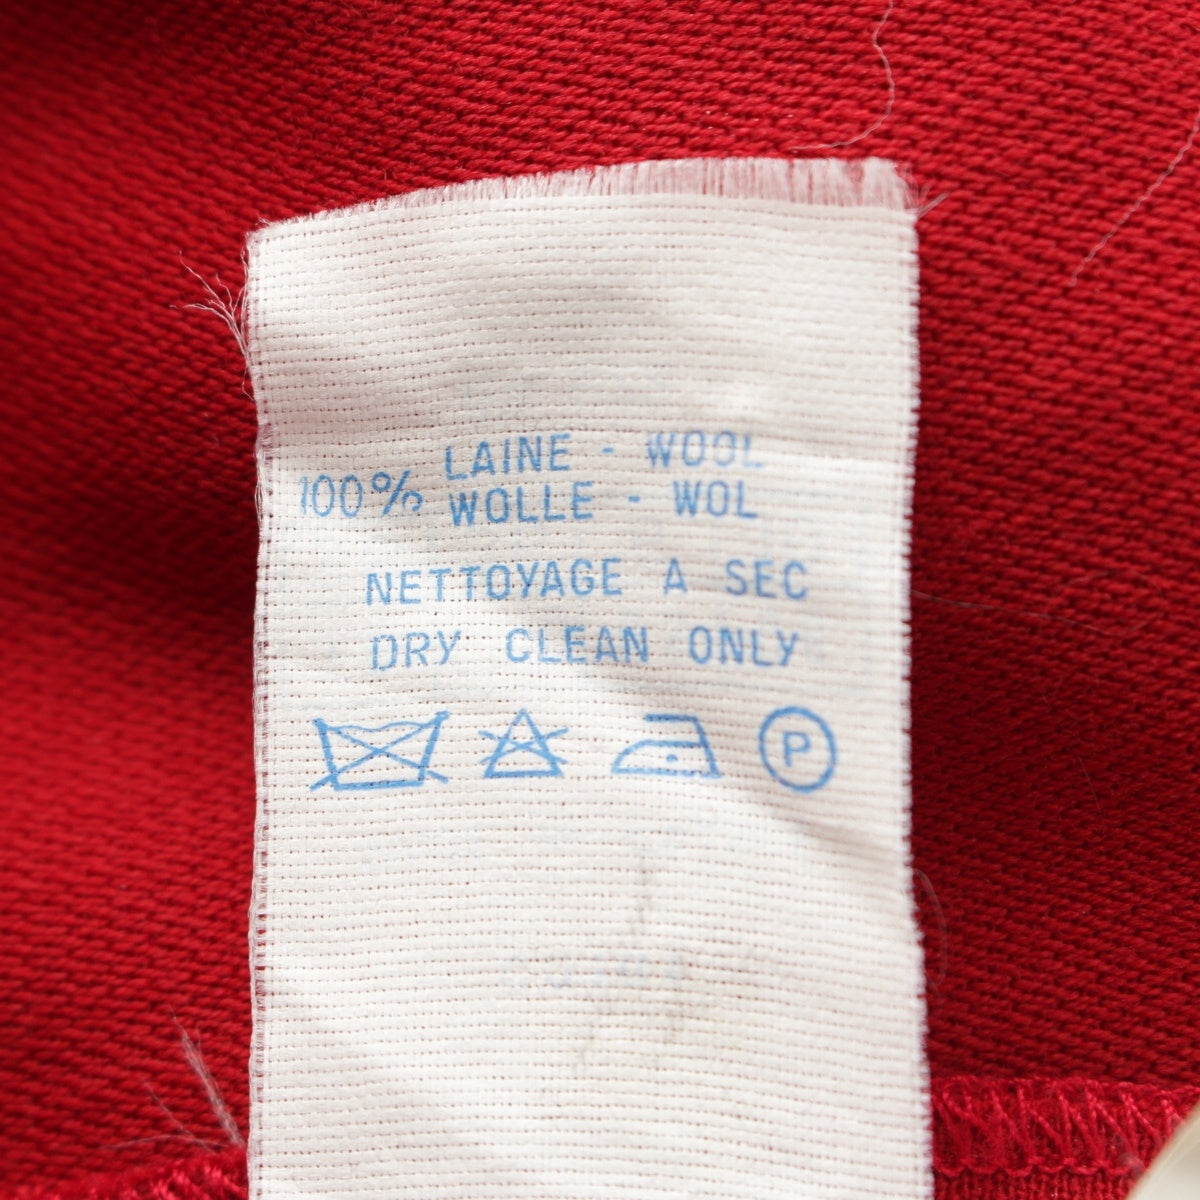 100% LAINE - WOOL
WOLLE - WOL
NETTOYAGE A SEC
DRY CLEAN ONLY
P